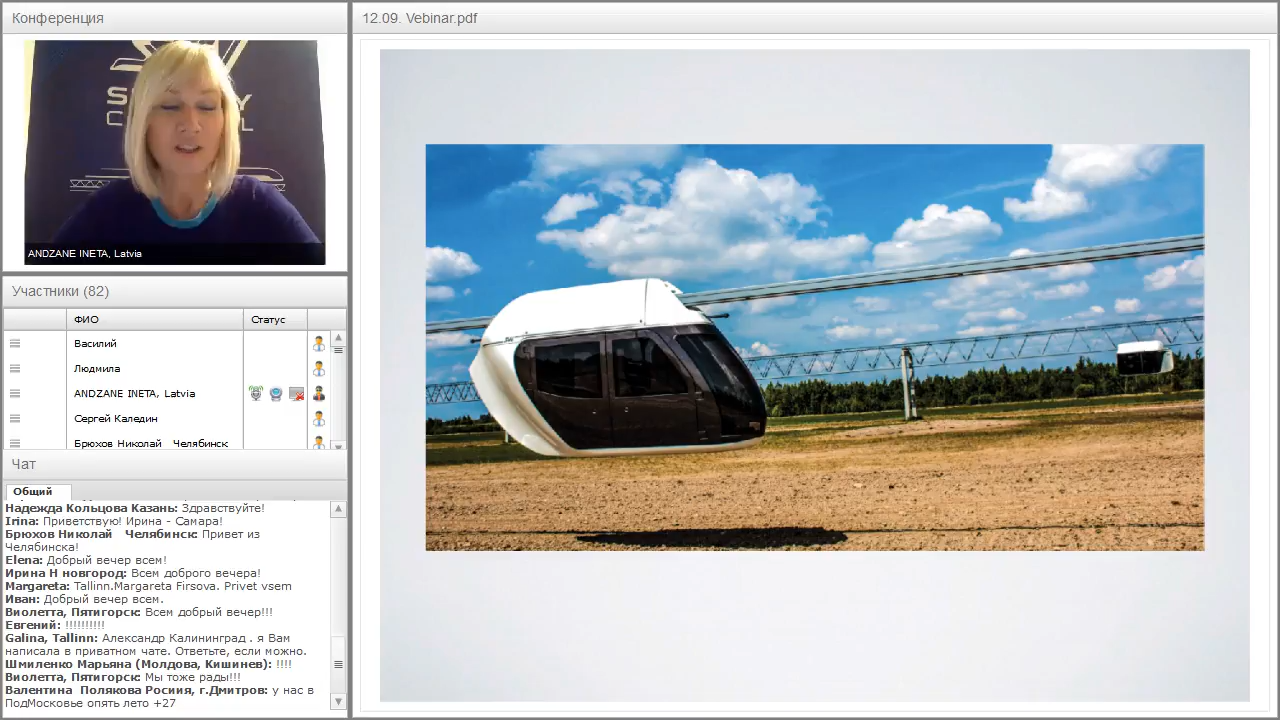 Конференция
12.09. Vebinar.pdf
ANDZANE INETA, Latvia
Участники (82)
ФИО
Статус
Василий
Людмила
ANDZANE INETA, Latvia
Сергей Каледин
Брюхов Николай Челябинск
Чат
Общий
Надежда Кольцова Казань: Здравствуйте!
Irina: Приветствую! Ирина - Самара!
Брюхов Николай Челябинск: Привет из
Челябинска!
Elena: Добрый вечер всем!
Ирина Н новгород: Всем доброго вечера!
Margareta: Tallinn.Margareta Firsova. Privet vsem
Иван: Добрый вечер всем.
Виолетта, Пятигорск: Всем добрый вечер!!!
Евгений: !!!!!!!!!!
Galina, Tallinn: Александр Калининград . я Вам
написала в приватном чате. Ответьте, если можно.
Шмиленко Марьяна (Молдова, Кишинев): !!!!
Виолетта, Пятигорск: Мы тоже рады!!!
Валентина Полякова Росиия, г.Дмитров: у нас в
ПодМосковье опять лето +27